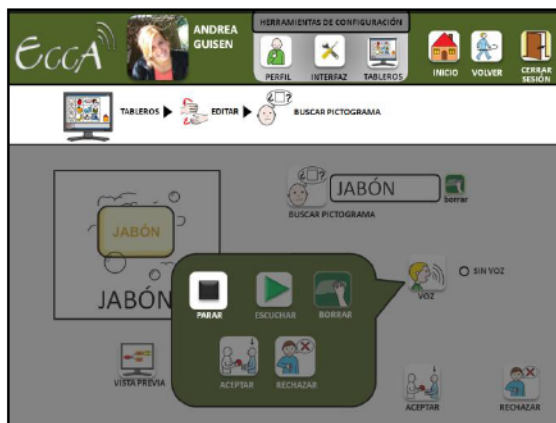 ECCA
ANDREA
GUISEN
HERRAMIENTAS DE CONFIGURACIÓN
PERFIL INTERFAZ TABLEROS
INICIO VOLVER CERRAR
SESIÓN
TABLEROS EDITAR BUSCAR PICTOGRAMA
JABÓN
JABÓN
BUSCAR PICTOGRAMA
borrar
JABÓN
VOZ
SIN VOZ
PARAR ESCUCHAR BORRAR
ACEPTAR RECHAZAR
VISTA PREVIA
ACEPTAR RECHAZAR